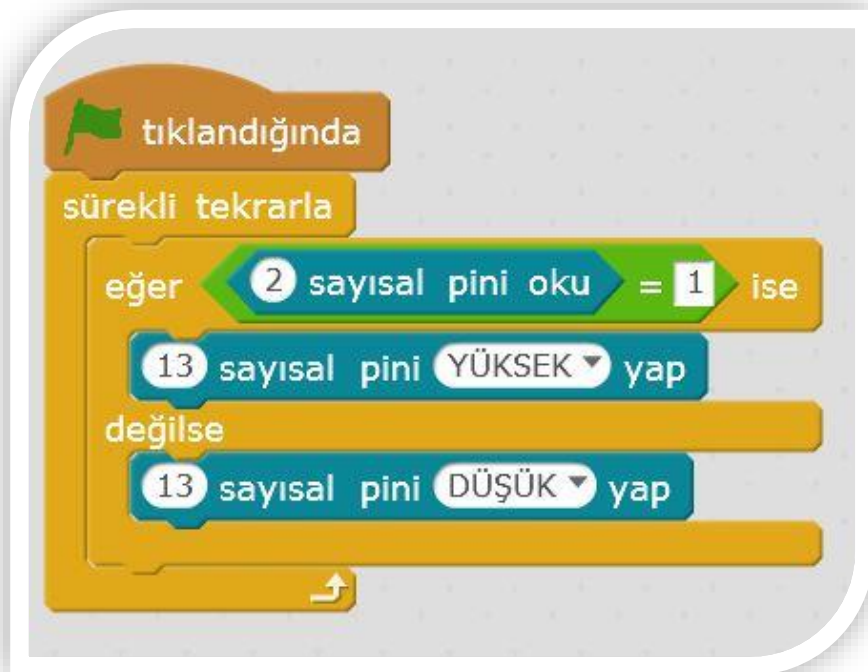 tıklandığında
sürekli tekrarla
eğer 2 sayısal pini oku = 1 ise
13 sayısal pini YÜKSEK yap
değilse
13 sayısal pini DÜŞÜK yap